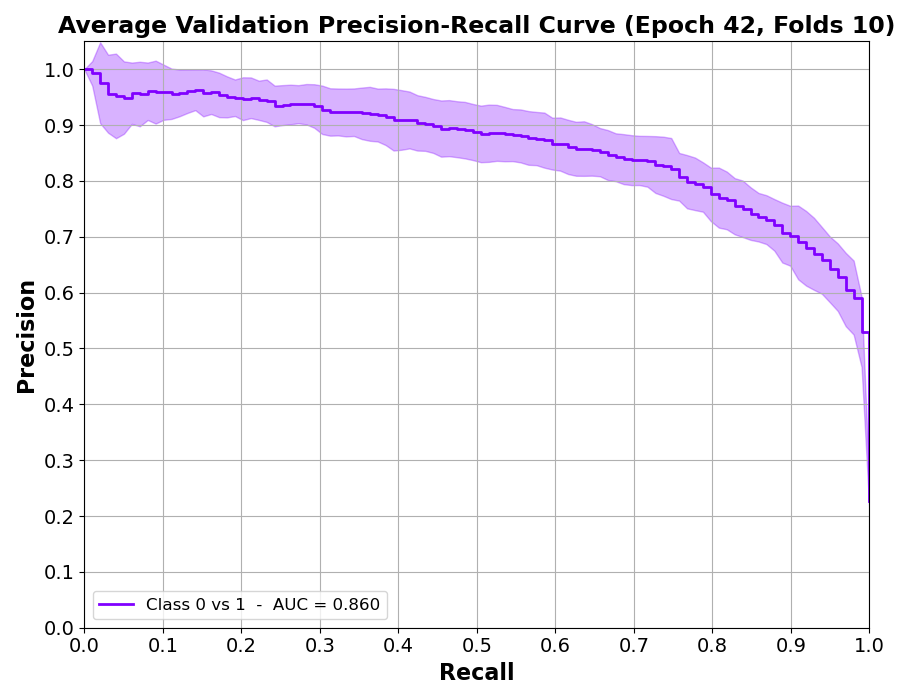 Average Validation Precision-Recall Curve (Epoch 42, Folds 10)
Precision
1.0
0.9
0.8
0.7
0.6
0.5
0.4
0.3
0.2
0.1
0.0
Class 0 vs 1 - AUC = 0.860
0.0 0.1 0.2 0.3 0.4 0.5 0.6 0.7 0.8 0.9 1.0
Recall